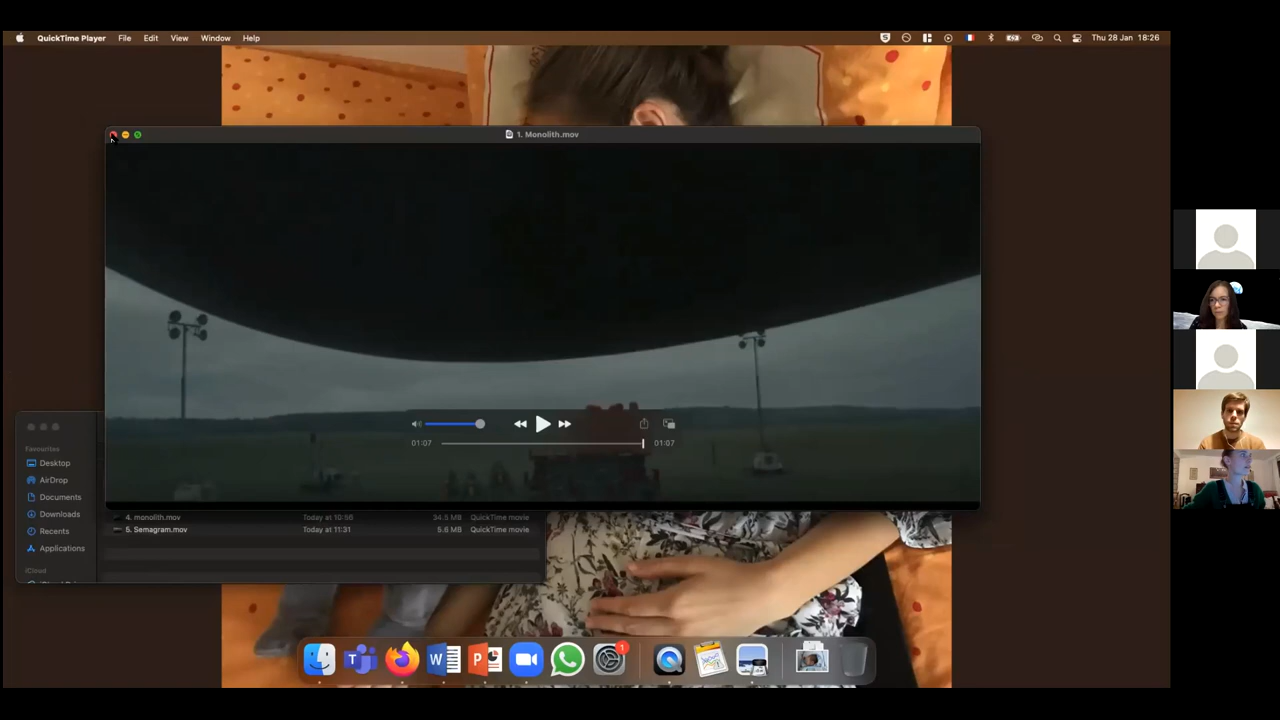 QuickTime Player File Edit View Window Help Thu 28 Jan 18:26
1. Monolith.mov
01:07 01:07
Favourites
Desktop
AirDrop
Documents
Downloads
Recents
Applications
iCloud
4. monolith.mov Today at 10:56 34.5 MB QuickTime movie
5. Semagram.mov Today at 11:31 5.6 MB QuickTime movie
1